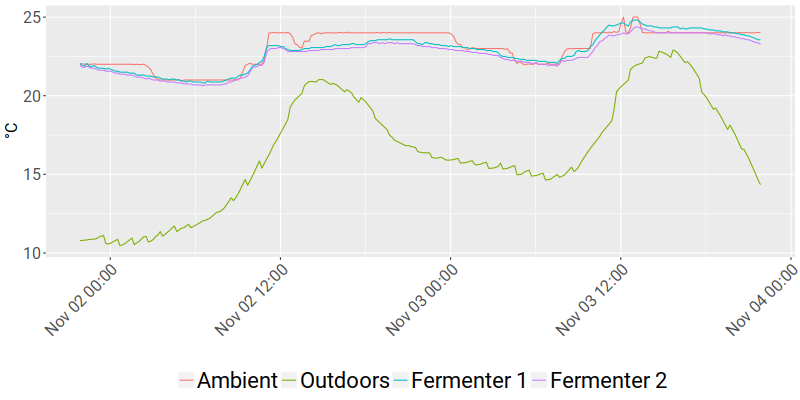 25
20
15
10
°C
Nov 02 00:00
Nov 02 12:00
Nov 03 00:00
Nov 03 12:00
Nov 04 00:00
Ambient Outdoors Fermenter 1 Fermenter 2